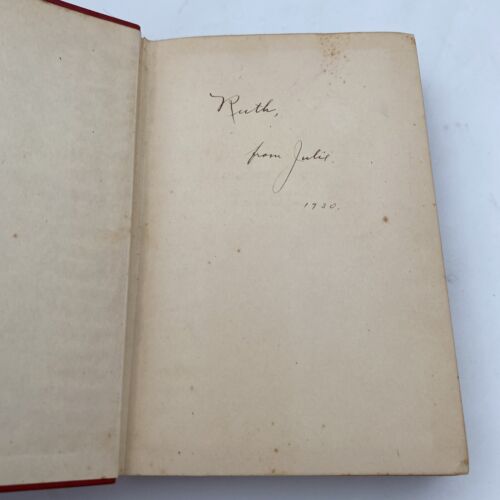 Ruth,
from Julie.
1930.